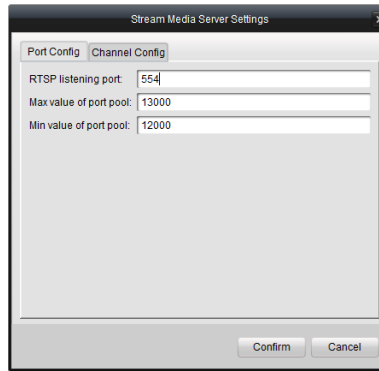 Stream Media Server Settings
Port Config Channel Config
RTSP listening port: 554
Max value of port pool: 13000
Min value of port pool: 12000
Confirm Cancel